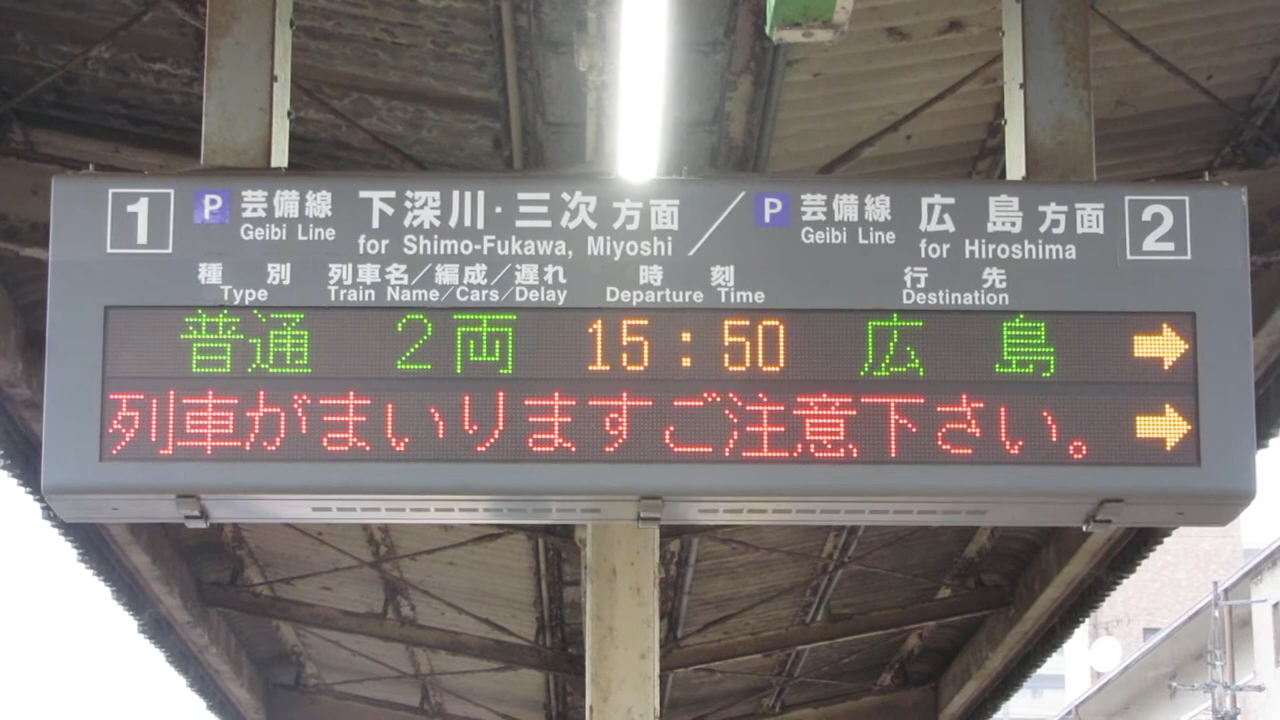 1 P 芸備線 下深川・三次 方面 ／ P 芸備線 広島 方面 2
Geibi Line for Shimo-Fukawa, Miyoshi Geibi Line for Hiroshima
種別 列車名／編成／遅れ 時刻 行先
Type Train Name／Cars／Delay Departure Time Destination
普通 2両 15:50 広島 ➡
列車がまいりますご注意下さい。 ➡